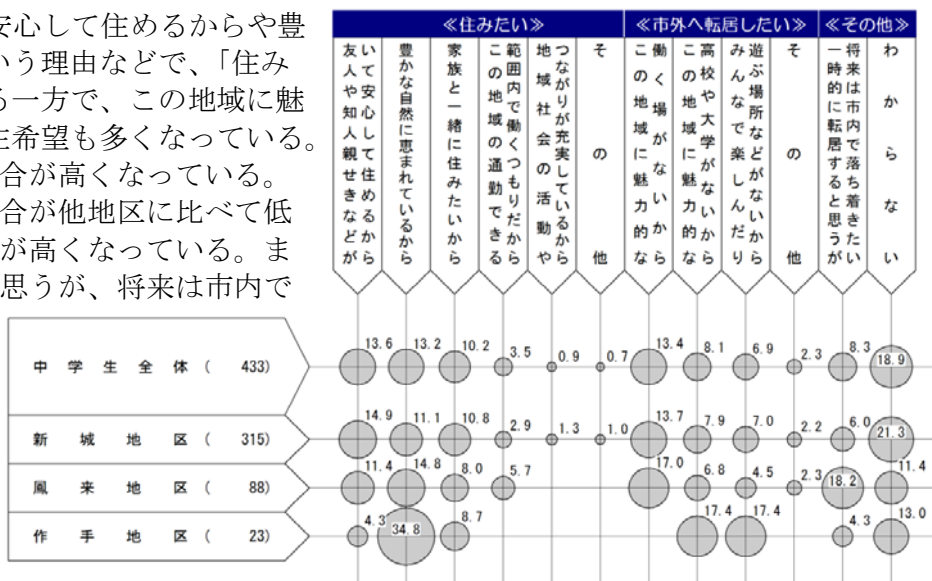 安心して住めるからや豊
いう理由などで、「住み
る一方で、この地域に魅
主希望も多くなっている。
合が高くなっている。
合が他地区に比べて低
が高くなっている。ま
思うが、将来は市内で
≪住みたい≫
≪市外へ転居したい≫
≪その他≫
いて安心して住めるから
友人や知人親せきなどが
豊かな自然に恵まれているから
家族と一緒に住みたいから
範囲内で働くつもりだから
この地域の通勤できる
つながりが充実しているから
地域社会の活動や
その他
働く場がないから
この地域に魅力的な
高校や大学がないから
この地域に魅力的な
遊ぶ場所などがないから
みんなで楽しんだり
その他
将来は市内で落ち着きたい
一時的に転居すると思うが
わからない
中学生全体( 433) 13.6 13.2 10.2 3.5 0.9 0.7 13.4 8.1 6.9 2.3 8.3 18.9
新城地区( 315) 14.9 11.1 10.8 2.9 1.3 1.0 13.7 7.9 7.0 2.2 6.0 21.3
鳳来地区( 88) 11.4 14.8 8.0 5.7 17.0 6.8 4.5 2.3 18.2 11.4
作手地区( 23) 4.3 34.8 8.7 17.4 17.4 4.3 13.0